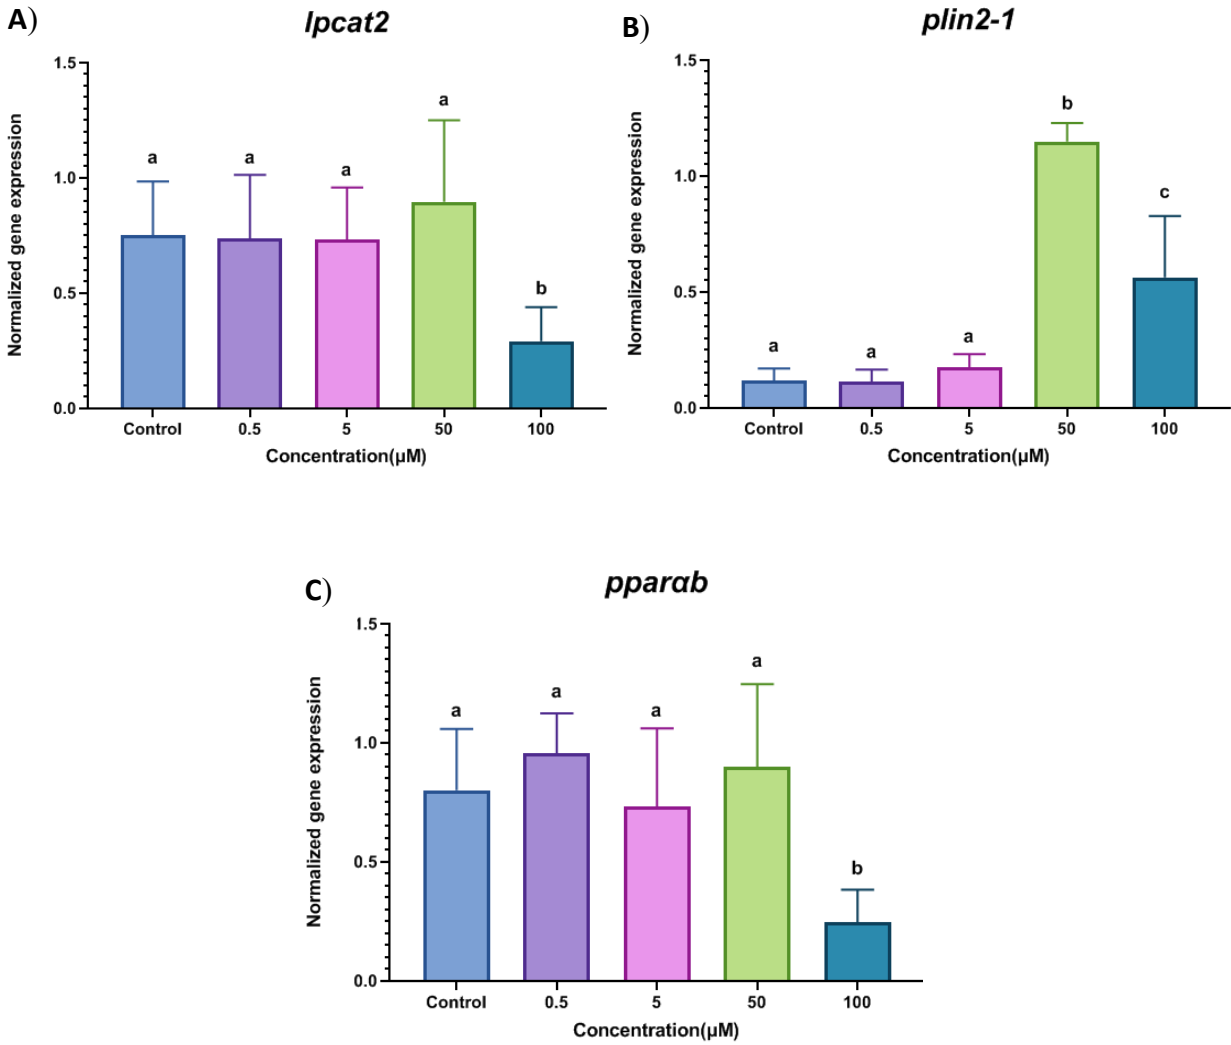 A)
lpcat2
Normalized gene expression
1.5
1.0
0.5
0.0
a
a
a
a
b
Control 0.5 5 50 100
Concentration(μM)
B)
plin2-1
Normalized gene expression
1.5
1.0
0.5
0.0
a
a
a
b
c
Control 0.5 5 50 100
Concentration(μM)
C)
pparαb
Normalized gene expression
1.5
1.0
0.5
0.0
a
a
a
a
b
Control 0.5 5 50 100
Concentration(μM)